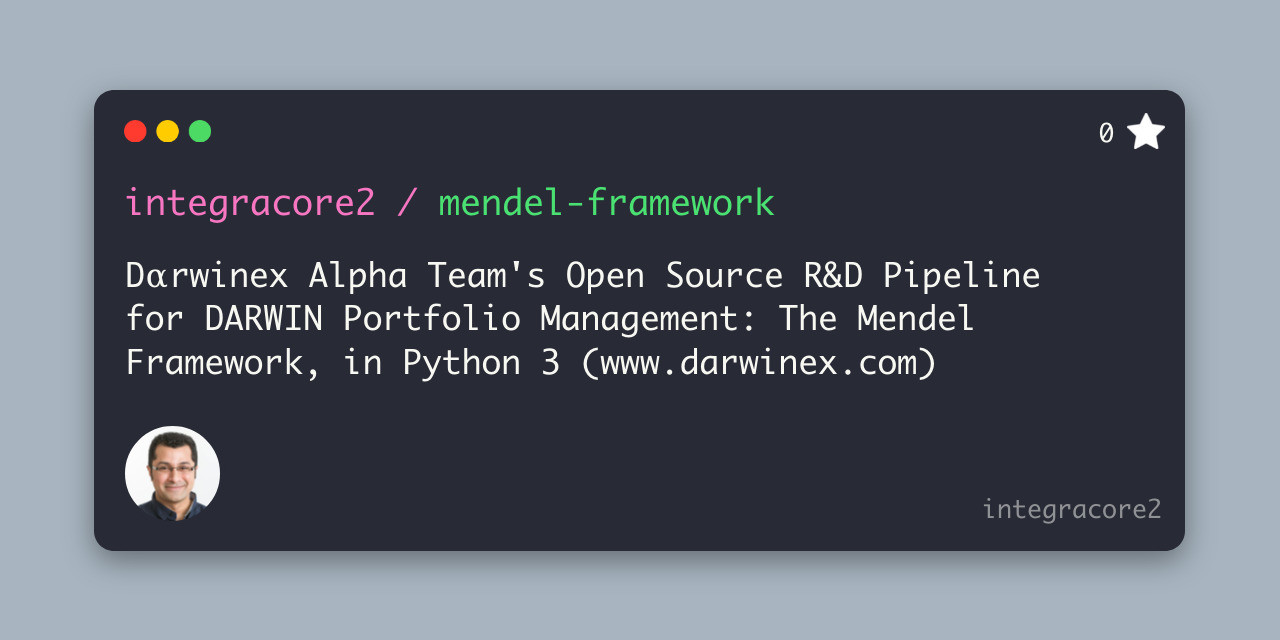 0
integracore2 / mendel-framework
Dαrwinex Alpha Team's Open Source R&D Pipeline
for DARWIN Portfolio Management: The Mendel
Framework, in Python 3 (www.darwinex.com)
integracore2